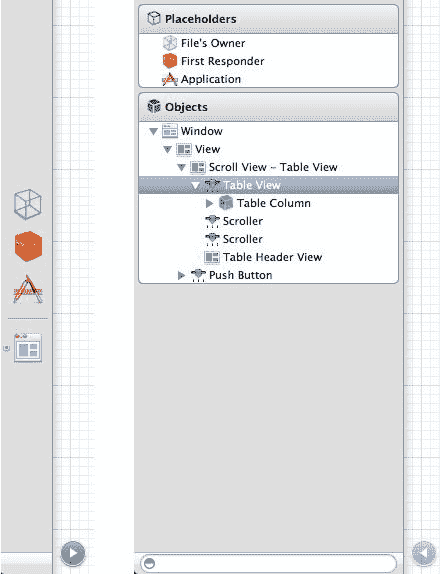 Placeholders
File's Owner
First Responder
Application
Objects
Window
View
Scroll View – Table View
Table View
Table Column
Scroller
Scroller
Table Header View
Push Button